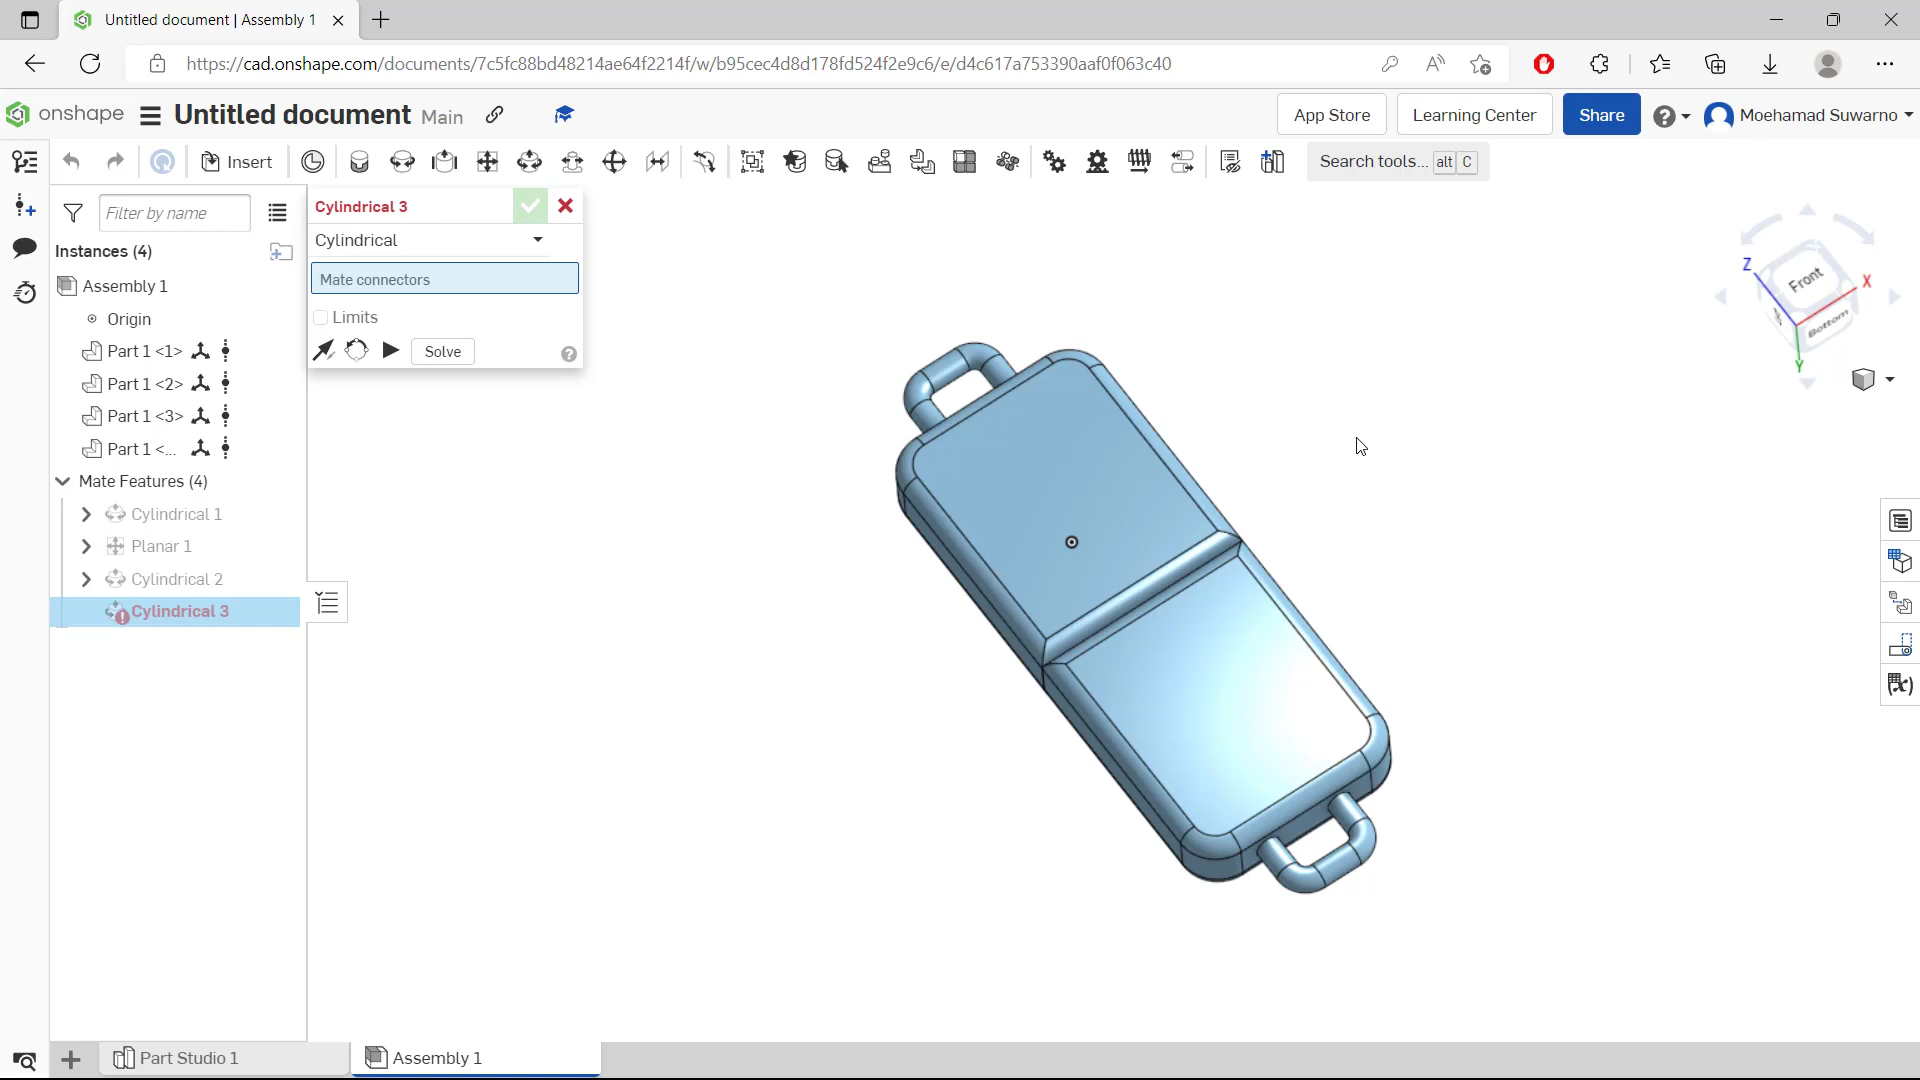 Untitled document | Assembly 1
https://cad.onshape.com/documents/7c5fc88bd48214ae64f2214f/w/b95cec4d8d178fd524f2e9c6/e/d4c617a753390aaf0f063c40
onshape
Untitled document
Main
App Store
Learning Center
Share
Moehamad Suwarno
Insert
Search tools... alt C
Filter by name
Instances (4)
Assembly 1
Origin
Part 1 <1>
Part 1 <2>
Part 1 <3>
Part 1 <...
Mate Features (4)
Cylindrical 1
Planar 1
Cylindrical 2
Cylindrical 3
Cylindrical 3
Cylindrical
Mate connectors
Limits
Solve
Z
Front
X
Bottom
Y
Part Studio 1
Assembly 1